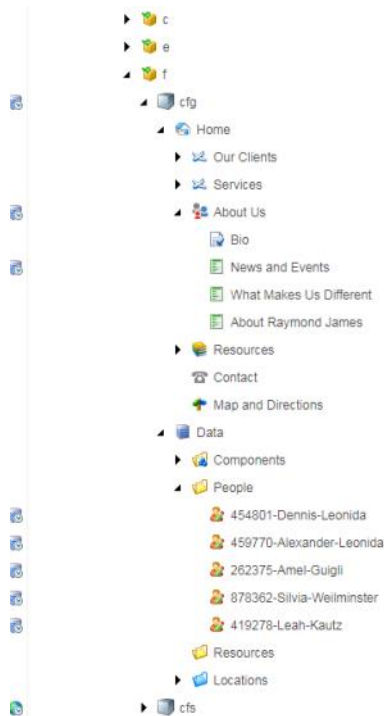 c
e
f
cfg
Home
Our Clients
Services
About Us
Bio
News and Events
What Makes Us Different
About Raymond James
Resources
Contact
Map and Directions
Data
Components
People
454801-Dennis-Leonida
459770-Alexander-Leonida
262375-Amel-Guigli
878362-Silvia-Weilminster
419278-Leah-Kautz
Resources
Locations
cfs